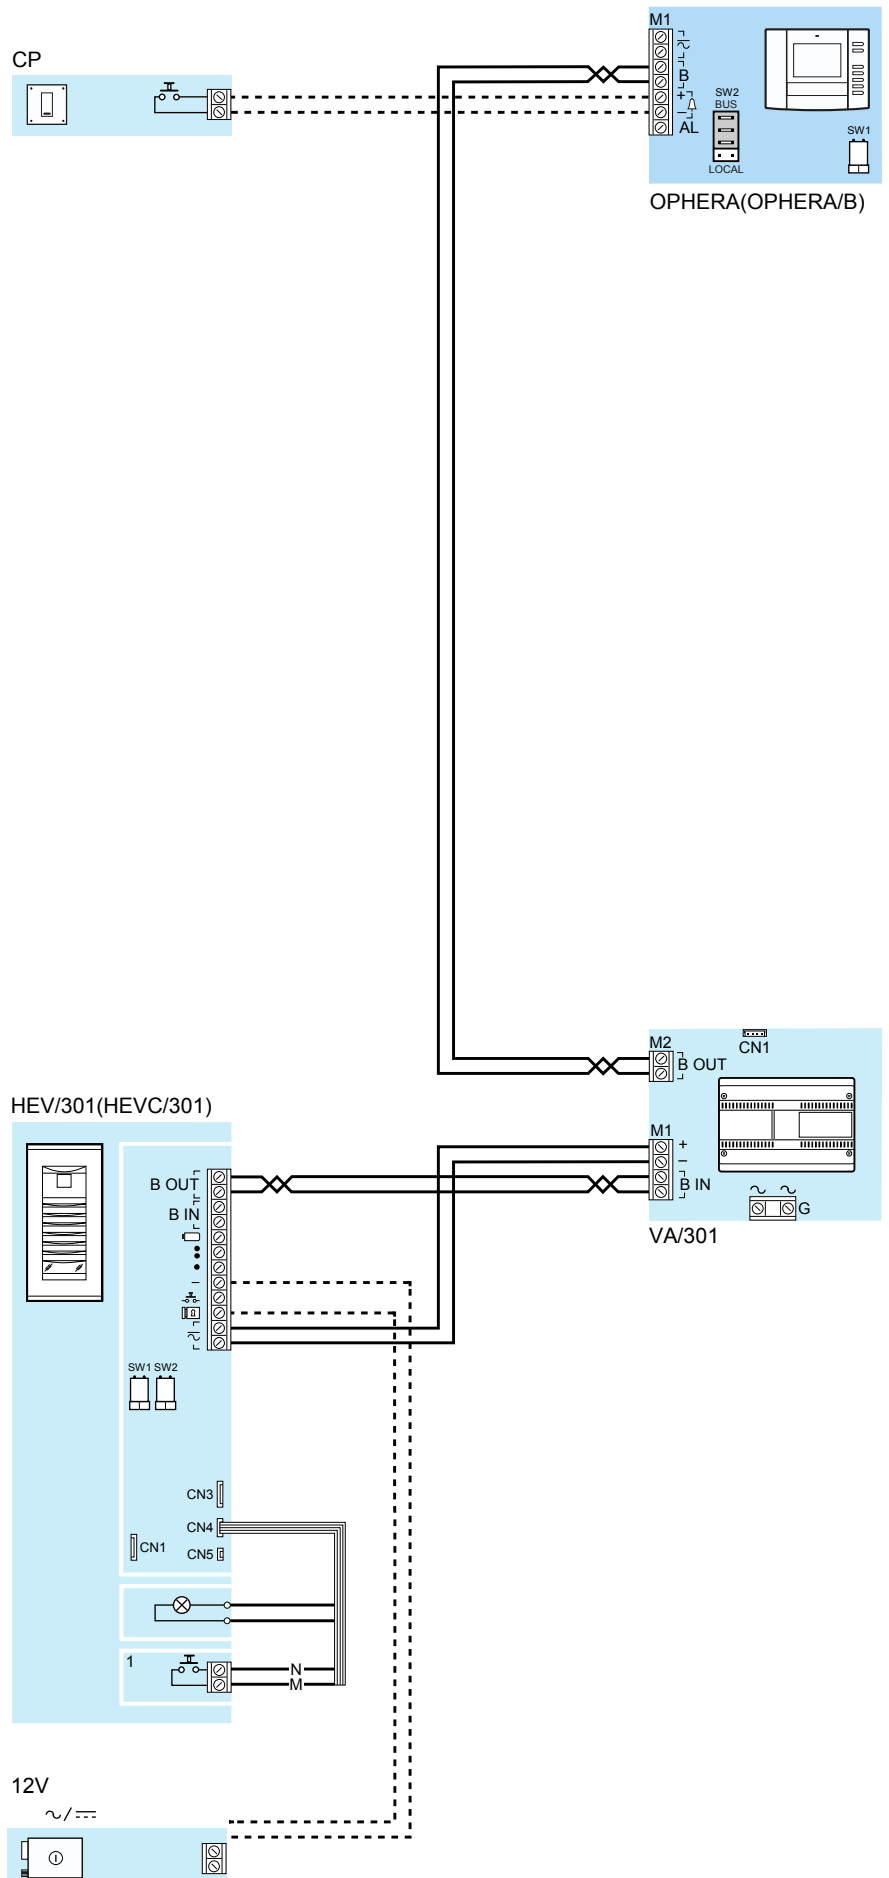 M1
CP
B
SW2
BUS
+
−
AL
SW1
LOCAL
OPHERA(OPHERA/B)
M2
CN1
B OUT
HEV/301(HEVC/301)
M1
+
−
B OUT
B IN
B IN
G
VA/301
−
SW1 SW2
CN3
CN4
CN1
CN5
1
N
M
12V